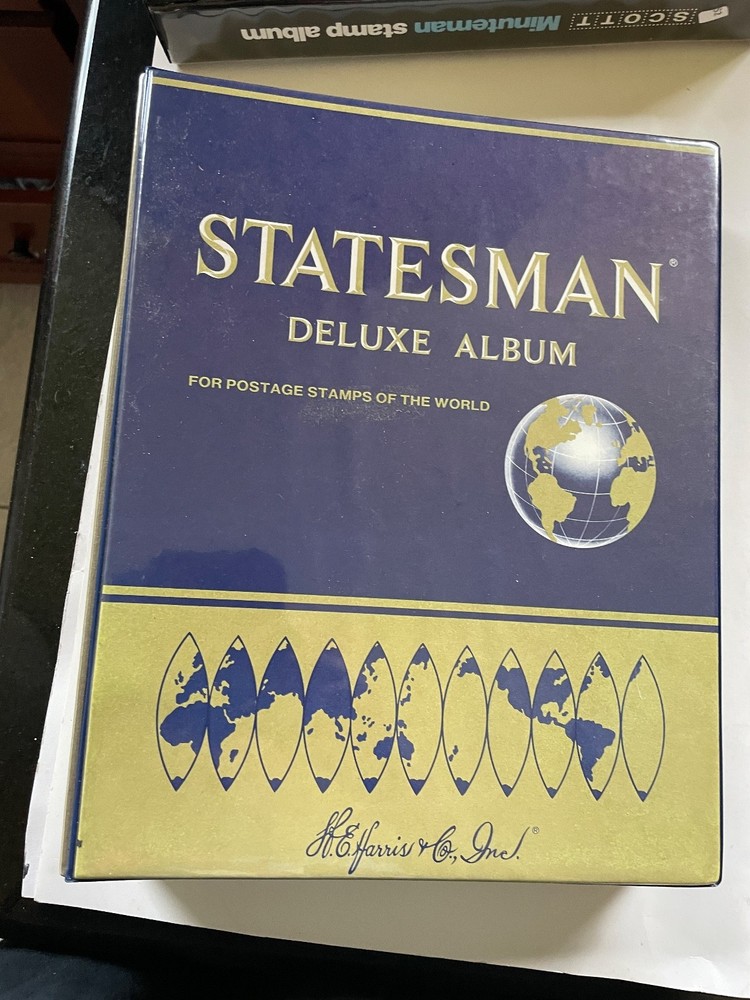 SCOTT Minuteman stamp album
STATESMAN®
DELUXE ALBUM
FOR POSTAGE STAMPS OF THE WORLD
H.E. Harris & Co., Inc.®